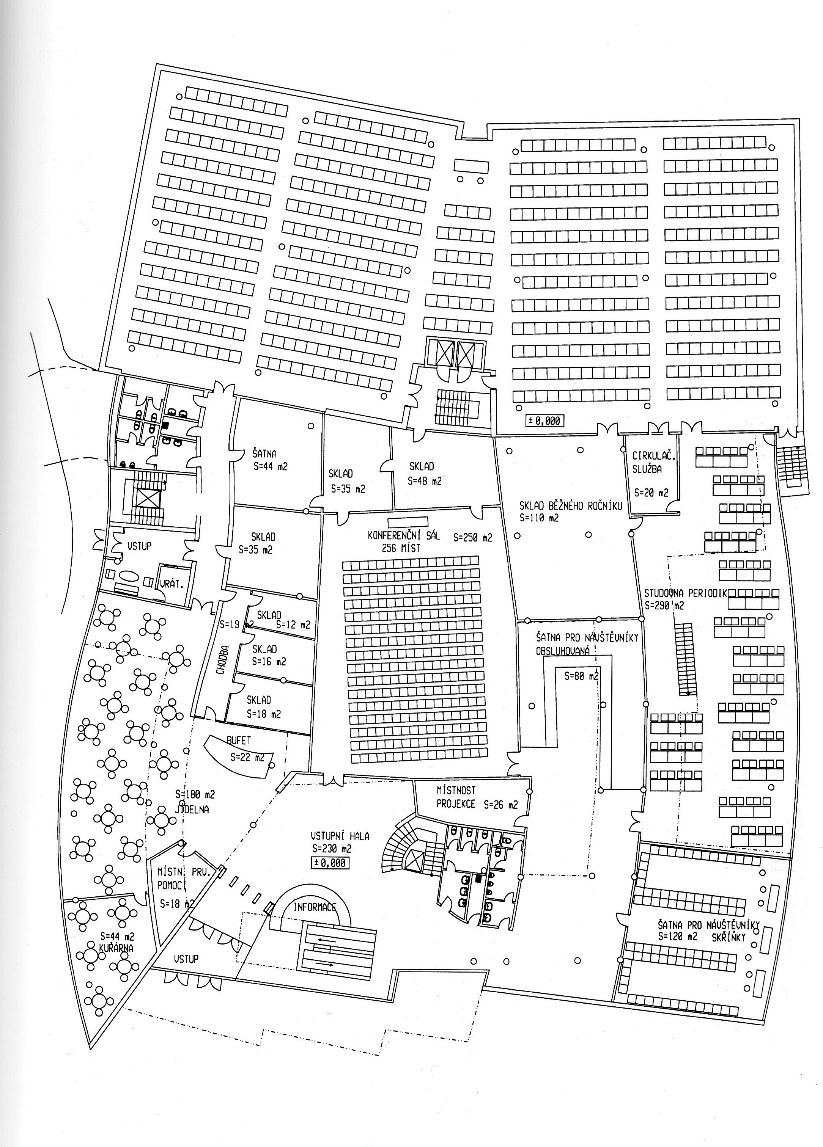 ± 0,000
ŠATNA
S=44 m2
SKLAD
S=35 m2
SKLAD
S=48 m2
CIRKULAČ.
SLUŽBA
S=20 m2
SKLAD BĚŽNÉHO ROČNÍKU
S=110 m2
KONFERENČNÍ SÁL S=250 m2
256 MÍST
SKLAD
S=35 m2
VSTUP
VRÁT.
STUDOVNA PERIODIK
S=290 m2
S=19 m2
SKLAD
S=12 m2
SKLAD
S=16 m2
CHODBA
SKLAD
S=18 m2
ŠATNA PRO NÁVŠTĚVNÍKY
OBSLUHOVANÁ
S=80 m2
BUFET
S=22 m2
S=180 m2
JÍDELNA
MÍSTNOST
PROJEKCE S=26 m2
VSTUPNÍ HALA
S=230 m2
± 0,000
MÍSTNÍ PRV.
POMOCI
S=18 m2
INFORMACE
S=44 m2
KUŘÁRNA
VSTUP
ŠATNA PRO NÁVŠTĚVNÍKY
S=120 m2 SKŘÍŇKY